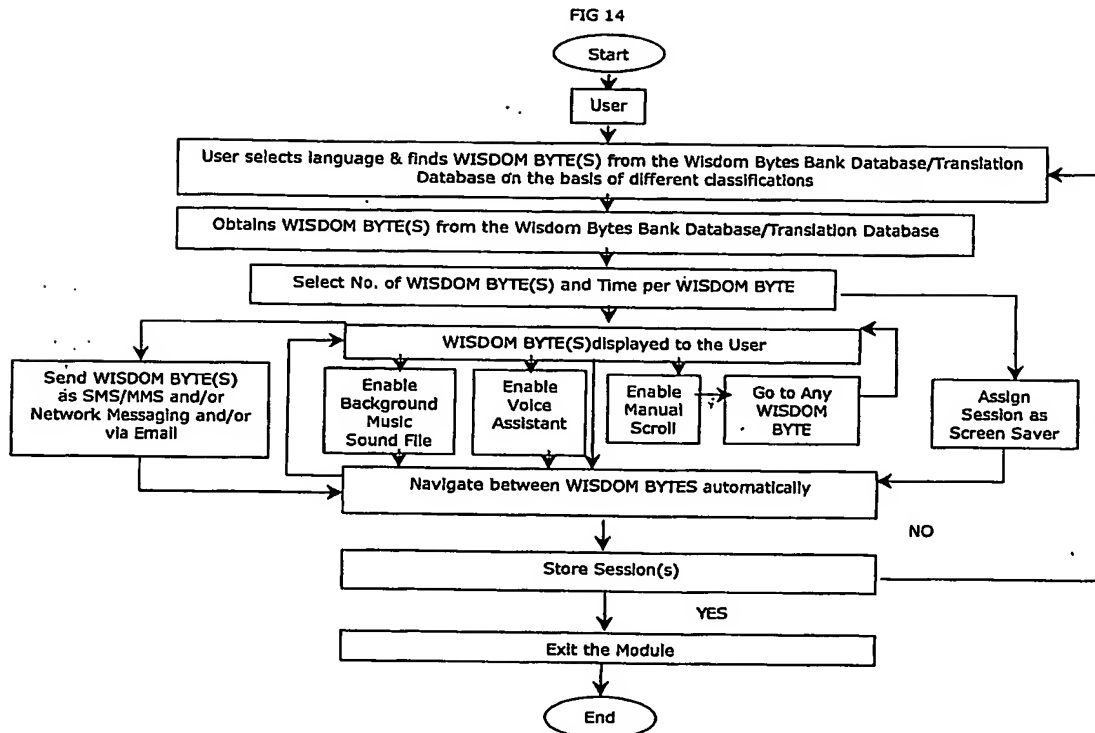 FIG 14
Start
User
User selects language & finds WISDOM BYTE(S) from the Wisdom Bytes Bank Database/Translation
Database on the basis of different classifications
Obtains WISDOM BYTE(S) from the Wisdom Bytes Bank Database/Translation Database
Select No. of WISDOM BYTE(S) and Time per WISDOM BYTE
WISDOM BYTE(S)displayed to the User
Send WISDOM BYTE(S)
as SMS/MMS and/or
Network Messaging and/or
via Email
Enable
Background
Music
Sound File
Enable
Voice
Assistant
Enable
Manual
Scroll
Go to Any
WISDOM
BYTE
Assign
Session as
Screen Saver
Navigate between WISDOM BYTES automatically
NO
Store Session(s)
YES
Exit the Module
End